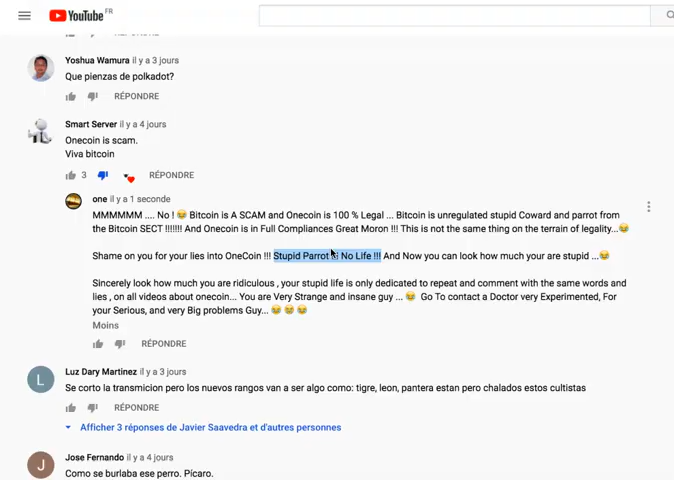 YouTube FR
Yoshua Wamura il y a 3 jours
Que pienzas de polkadot?
RÉPONDRE
Smart Server il y a 4 jours
Onecoin is scam.
Viva bitcoin
3 RÉPONDRE
one il y a 1 seconde
MMMMMM .... No ! 😂 Bitcoin is A SCAM and Onecoin is 100 % Legal ... Bitcoin is unregulated stupid Coward and parrot from
the Bitcoin SECT !!!!!!! And Onecoin is in Full Compliances Great Moron !!! This is not the same thing on the terrain of legality...😂
Shame on you for your lies into OneCoin !!! Stupid Parrot !!! No Life !!! And Now you can look how much your are stupid ...😂
Sincerely look how much you are ridiculous , your stupid life is only dedicated to repeat and comment with the same words and
lies , on all videos about onecoin... You are Very Strange and insane guy ... 😂 Go To contact a Doctor very Experimented, For
your Serious, and very Big problems Guy... 😂 😂 😂
Moins
RÉPONDRE
L
Luz Dary Martinez il y a 3 jours
Se corto la transmicion pero los nuevos rangos van a ser algo como: tigre, leon, pantera estan pero chalados estos cultistas
RÉPONDRE
Afficher 3 réponses de Javier Saavedra et d'autres personnes
J
Jose Fernando il y a 4 jours
Como se burlaba ese perro. Pícaro.